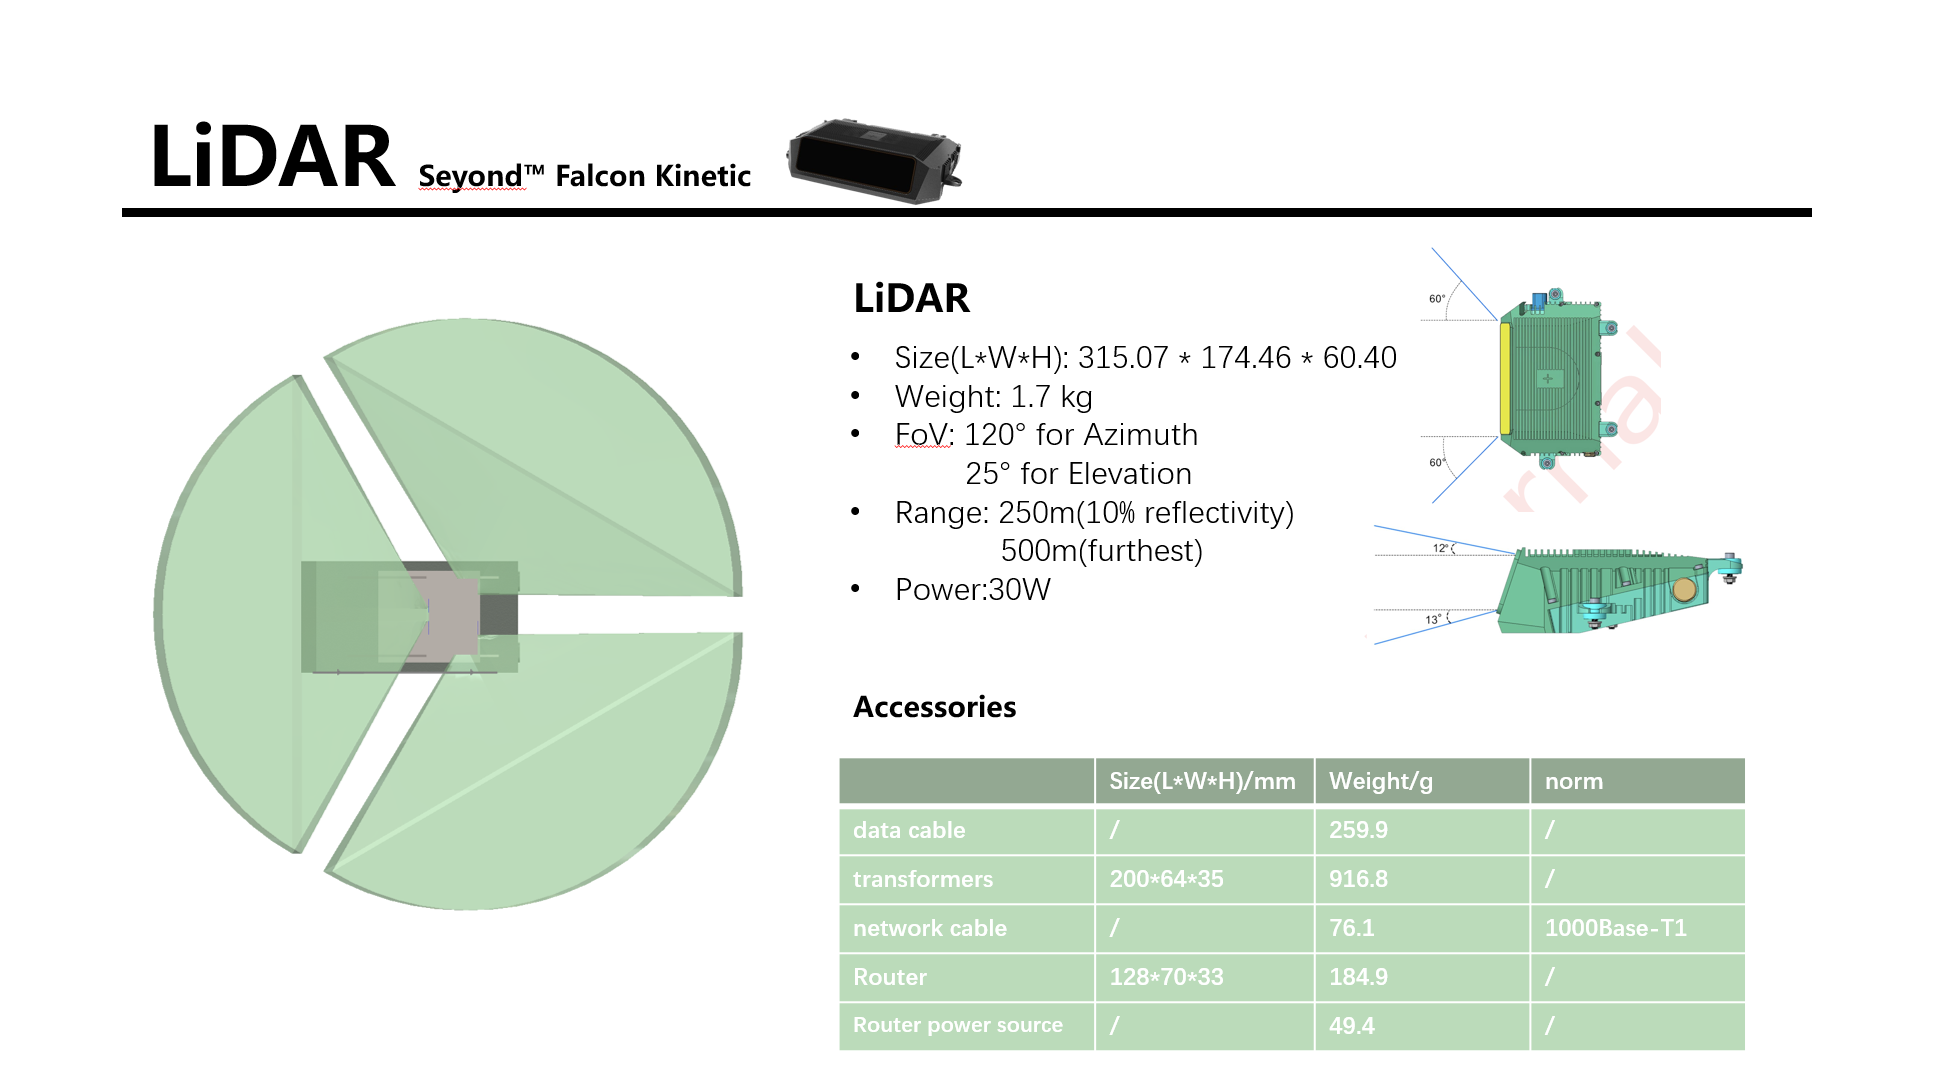 LiDAR Seyond™ Falcon Kinetic
LiDAR
• Size(L*W*H): 315.07 * 174.46 * 60.40
• Weight: 1.7 kg
• FoV: 120° for Azimuth
25° for Elevation
• Range: 250m(10% reflectivity)
500m(furthest)
• Power:30W
60°
60°
12°
13°
Accessories
Size(L*W*H)/mm Weight/g norm
data cable / 259.9 /
transformers 200*64*35 916.8 /
network cable / 76.1 1000Base-T1
Router 128*70*33 184.9 /
Router power source / 49.4 /